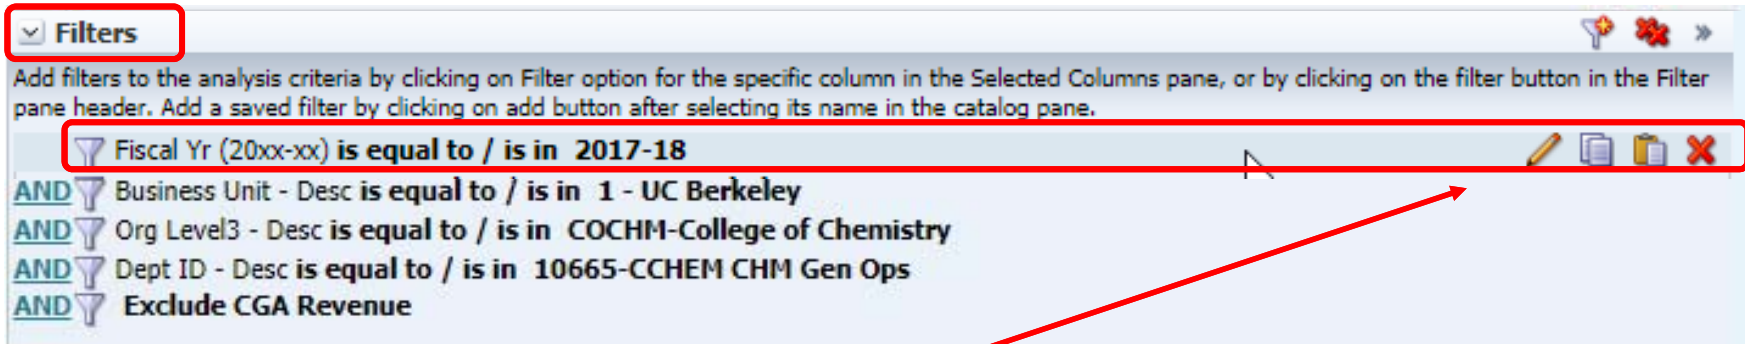 Filters
Add filters to the analysis criteria by clicking on Filter option for the specific column in the Selected Columns pane, or by clicking on the filter button in the Filter
pane header. Add a saved filter by clicking on add button after selecting its name in the catalog pane.
Fiscal Yr (20xx-xx) is equal to / is in 2017-18
AND Business Unit - Desc is equal to / is in 1 - UC Berkeley
AND Org Level3 - Desc is equal to / is in COCHM-College of Chemistry
AND Dept ID - Desc is equal to / is in 10665-CCHEM CHM Gen Ops
AND Exclude CGA Revenue